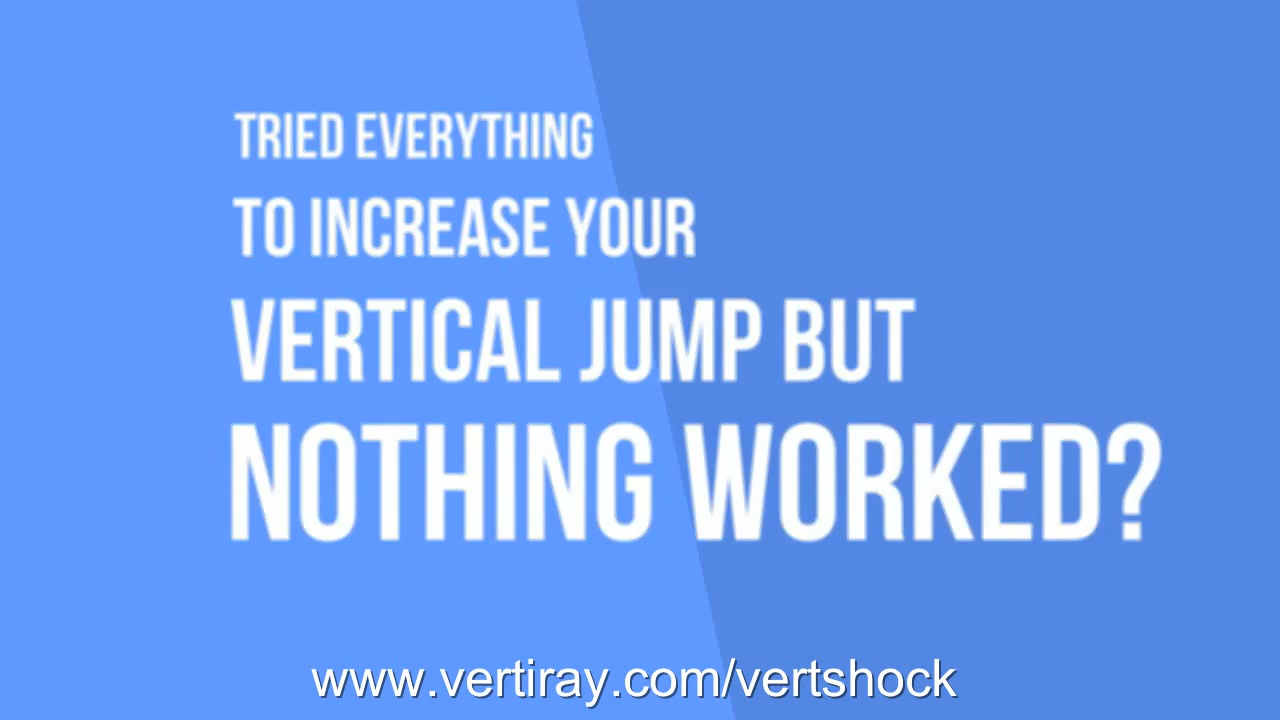 TRIED EVERYTHING
TO INCREASE YOUR
VERTICAL JUMP BUT
NOTHING WORKED?
www.vertiray.com/vertshock